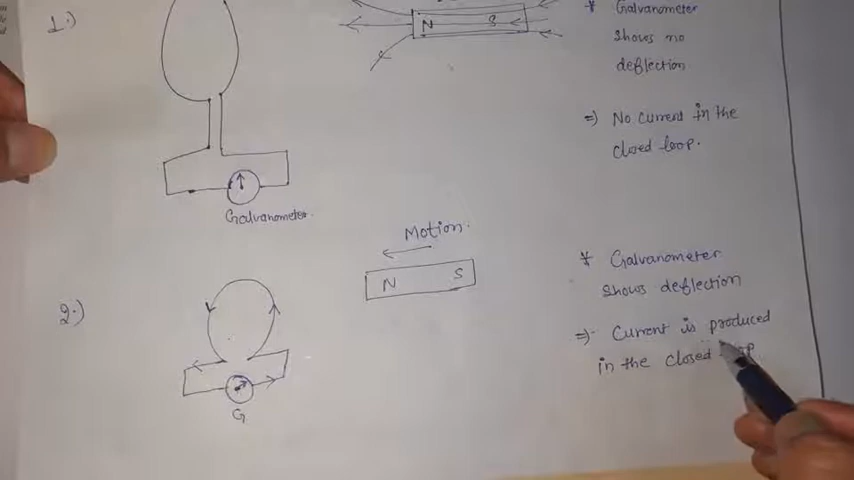 1.)
N S
* Galvanometer
shows no
deflection
=) No current in the
closed loop.
Galvanometer.
Motion.
N S
* Galvanometer
shows deflection
2.)
=) Current is produced
in the closed
G